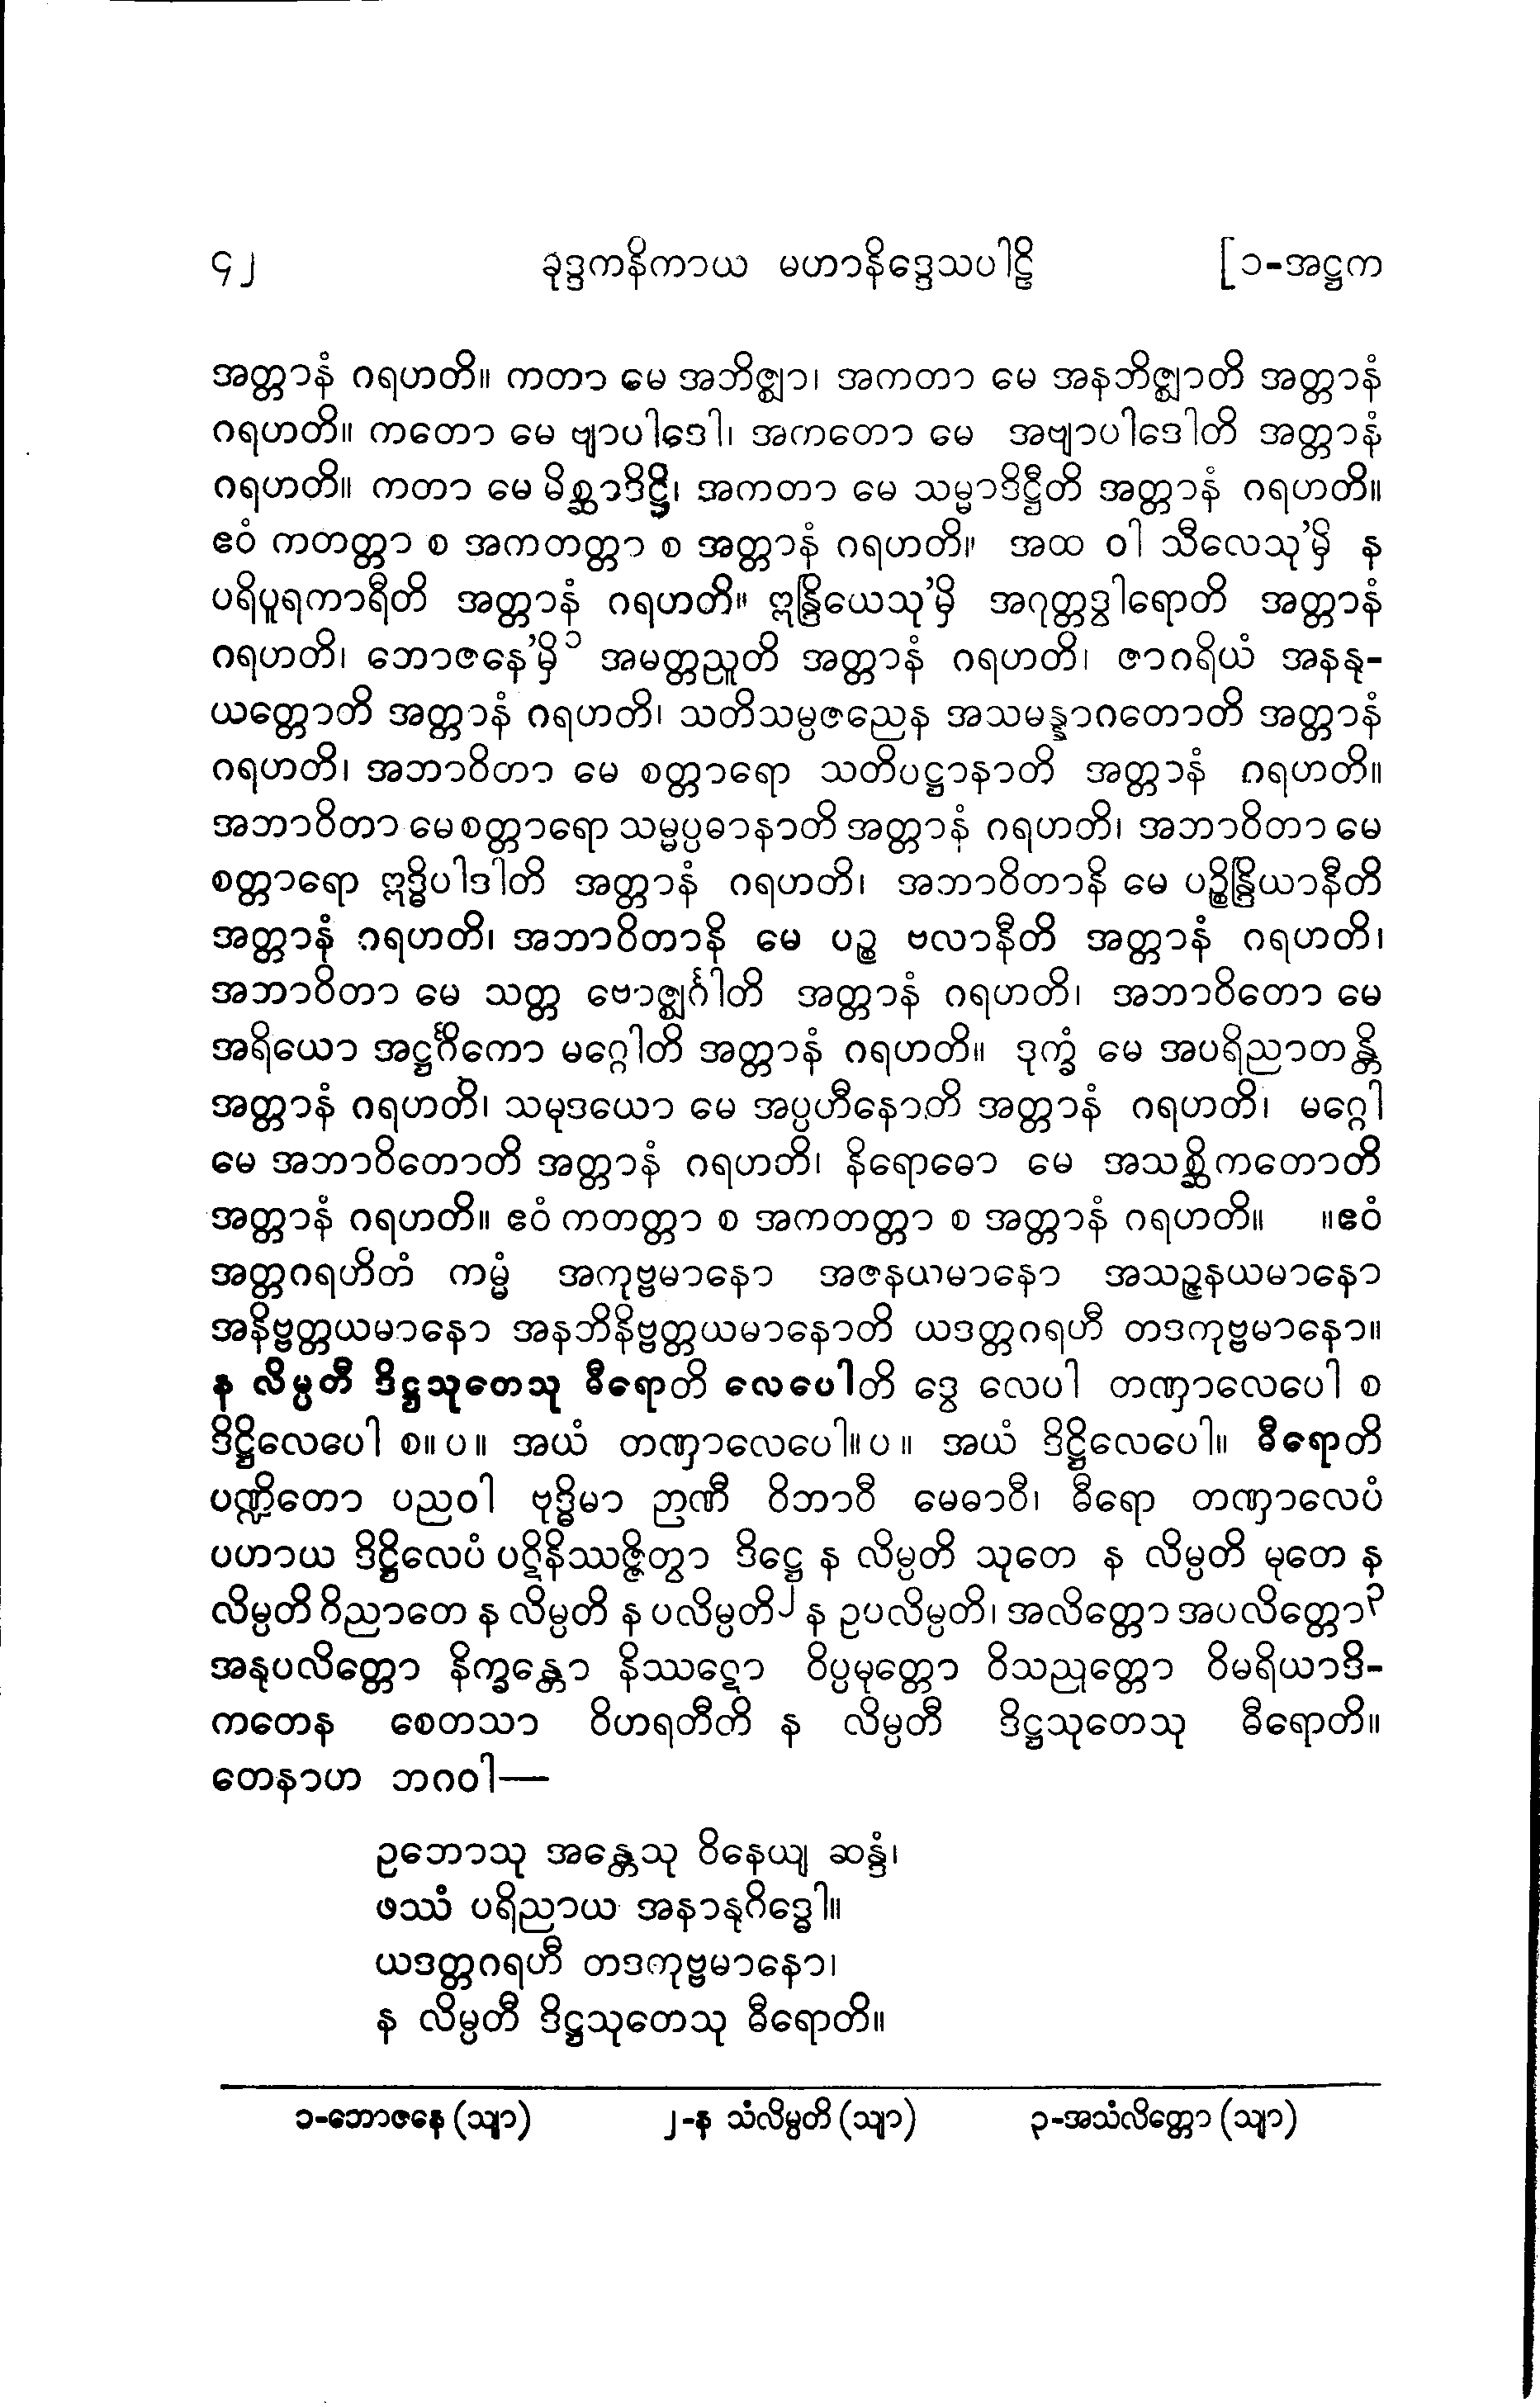 ၄၂ ခုဒ္ဒကနိကာယ မဟာနိဒ္ဒေသပါဠိ [၁-အဋ္ဌက
အတ္တာနံ ဂရဟတိ။ ကတာ မေ အဘိဇ္ဈာ၊ အကတာ မေ အနဘိဇ္ဈာတိ အတ္တာနံ
ဂရဟတိ။ ကတော မေ ဗျာပါဒေါ၊ အကတော မေ အဗျာပါဒေါတိ အတ္တာနံ
ဂရဟတိ။ ကတာ မေ မိစ္ဆာဒိဋ္ဌိ၊ အကတာ မေ သမ္မာဒိဋ္ဌီတိ အတ္တာနံ ဂရဟတိ။
ဧဝံ ကတတ္တာ စ အကတတ္တာ စ အတ္တာနံ ဂရဟတိ။ အထ ဝါ သီလေသု'မှိ န
ပရိပူရကာရီတိ အတ္တာနံ ဂရဟတိ။ ဣန္ဒြိယေသု'မှိ အဂုတ္တဒွါရောတိ အတ္တာနံ
ဂရဟတိ၊ ဘောဇနေ'မှိ၁ အမတ္တညူတိ အတ္တာနံ ဂရဟတိ၊ ဇာဂရိယံ အနနု-
ယတ္တောတိ အတ္တာနံ ဂရဟတိ၊ သတိသမ္ပဇညေန အသမန္နာဂတောတိ အတ္တာနံ
ဂရဟတိ၊ အဘာဝိတာ မေ စတ္တာရော သတိပဋ္ဌာနာတိ အတ္တာနံ ဂရဟတိ။
အဘာဝိတာ မေ စတ္တာရော သမ္မပ္ပဓာနာတိ အတ္တာနံ ဂရဟတိ၊ အဘာဝိတာ မေ
စတ္တာရော ဣဒ္ဓိပါဒါတိ အတ္တာနံ ဂရဟတိ၊ အဘာဝိတာနိ မေ ပဉ္စိန္ဒြိယာနီတိ
အတ္တာနံ ဂရဟတိ၊ အဘာဝိတာနိ မေ ပဉ္စ ဗလာနီတိ အတ္တာနံ ဂရဟတိ၊
အဘာဝိတာ မေ သတ္တ ဗောဇ္ဈင်္ဂါတိ အတ္တာနံ ဂရဟတိ၊ အဘာဝိတော မေ
အရိယော အဋ္ဌင်္ဂိကော မဂ္ဂေါတိ အတ္တာနံ ဂရဟတိ။ ဒုက္ခံ မေ အပရိညာတန္တိ
အတ္တာနံ ဂရဟတိ၊ သမုဒယော မေ အပ္ပဟီနောတိ အတ္တာနံ ဂရဟတိ၊ မဂ္ဂေါ
မေ အဘာဝိတောတိ အတ္တာနံ ဂရဟတိ၊ နိရောဓော မေ အသစ္ဆိကတောတိ
အတ္တာနံ ဂရဟတိ။ ဧဝံ ကတတ္တာ စ အကတတ္တာ စ အတ္တာနံ ဂရဟတိ။ ။ဧဝံ
အတ္တဂရဟိတံ ကမ္မံ အကုဗ္ဗမာနော အဇနယမာနော အသဉ္ဇနယမာနော
အနိဗ္ဗတ္တယမာနော အနဘိနိဗ္ဗတ္တယမာနောတိ ယဒတ္တဂရဟီ တဒကုဗ္ဗမာနော။
န လိမ္ပတီ ဒိဋ္ဌသုတေသု ဓီရောတိ လေပေါတိ ဒွေ လေပါ တဏှာလေပေါ စ
ဒိဋ္ဌိလေပေါ စ။ ပ။ အယံ တဏှာလေပေါ။ ပ။ အယံ ဒိဋ္ဌိလေပေါ။ ဓီရောတိ
ပဏ္ဍိတော ပညဝါ ဗုဒ္ဓိမာ ဉာဏီ ဝိဘာဝီ မေဓာဝီ၊ ဓီရော တဏှာလေပံ
ပဟာယ ဒိဋ္ဌိလေပံ ပဋိနိဿဇ္ဇိတွာ ဒိဋ္ဌေ န လိမ္ပတိ သုတေ န လိမ္ပတိ မုတေ န
လိမ္ပတိ ဝိညာတေ န လိမ္ပတိ န ပလိမ္ပတိ၂ န ဥပလိမ္ပတိ၊ အလိတ္တော အပလိတ္တော၃
အနုပလိတ္တော နိက္ခန္တော နိဿဋော ဝိပ္ပမုတ္တော ဝိသညုတ္တော ဝိမရိယာဒိ-
ကတေန စေတသာ ဝိဟရတီတိ န လိမ္ပတီ ဒိဋ္ဌသုတေသု ဓီရောတိ။
တေနာဟ ဘဂဝါ—
ဥဘောသု အန္တေသု ဝိနေယျ ဆန္ဒံ၊
ဖဿံ ပရိညာယ အနာနုဂိဒ္ဓေါ။
ယဒတ္တဂရဟီ တဒကုဗ္ဗမာနော၊
န လိမ္ပတီ ဒိဋ္ဌသုတေသု ဓီရောတိ။
၁-ဘောဇနေ (သျာ) ၂-န သံလိမ္ပတိ (သျာ) ၃-အသံလိတ္တော (သျာ)